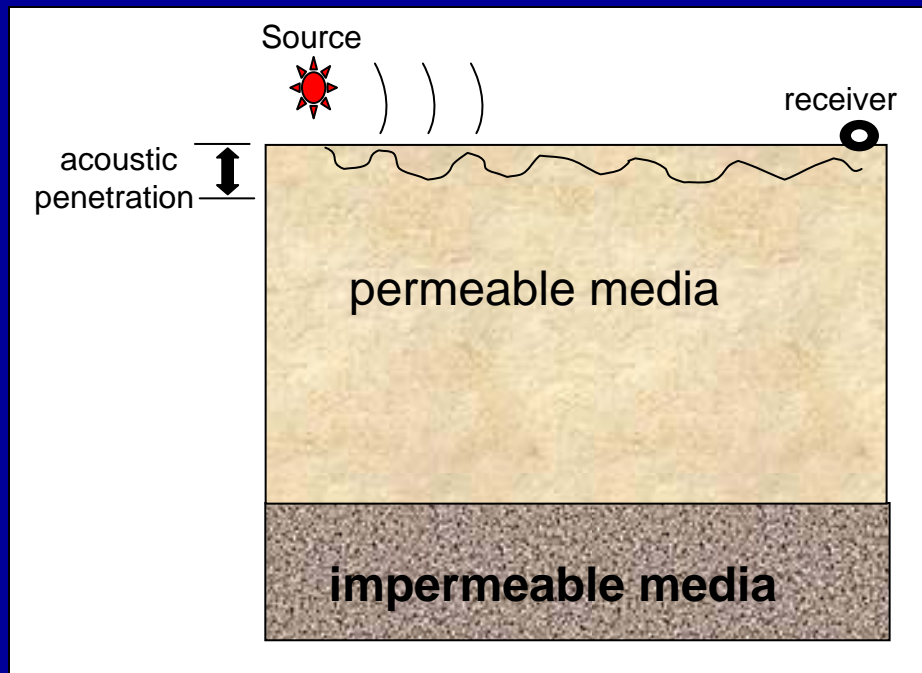 Source
receiver
acoustic
penetration
permeable media
impermeable media